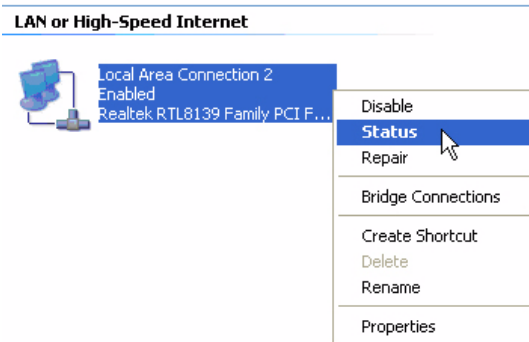 LAN or High-Speed Internet
Local Area Connection 2
Enabled
Realtek RTL8139 Family PCI F...
Disable
Status
Repair
Bridge Connections
Create Shortcut
Delete
Rename
Properties